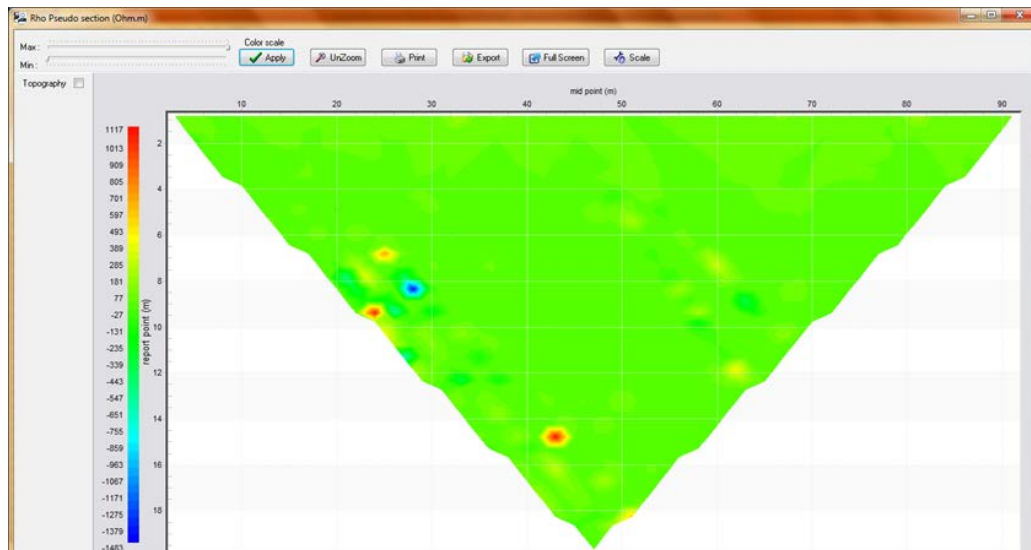 Rho Pseudo section (Ohm.m)
Max :
Color scale
Min :
Apply
UnZoom
Print
Export
Full Screen
Scale
Topography
mid point (m)
10 20 30 40 50 60 70 80 90
1117
1013
909
805
701
597
493
389
285
181
77
-27
-131
-235
-339
-443
-547
-651
-755
-859
-963
-1067
-1171
-1275
-1379
-1483
report point (m)
2
4
6
8
10
12
14
16
18